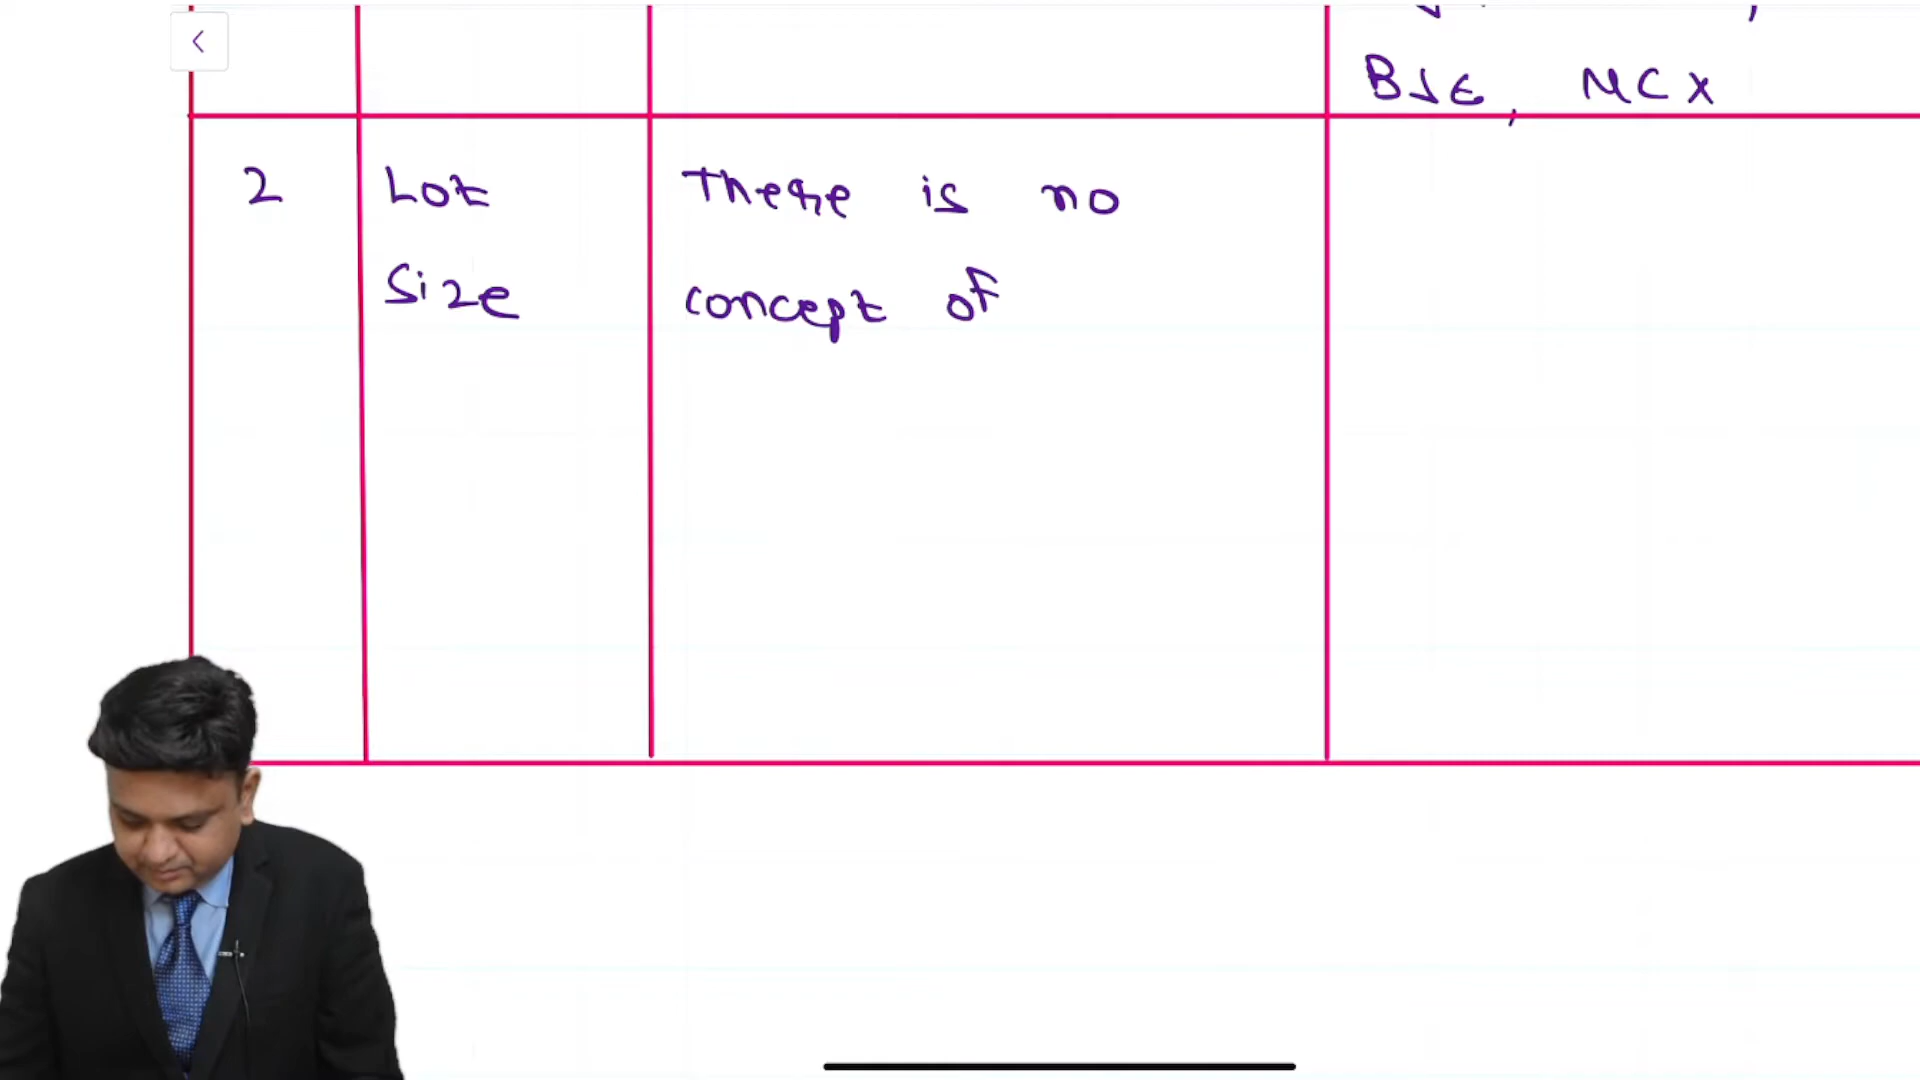 BSE, MCX
2 Lot There is no
Size concept of